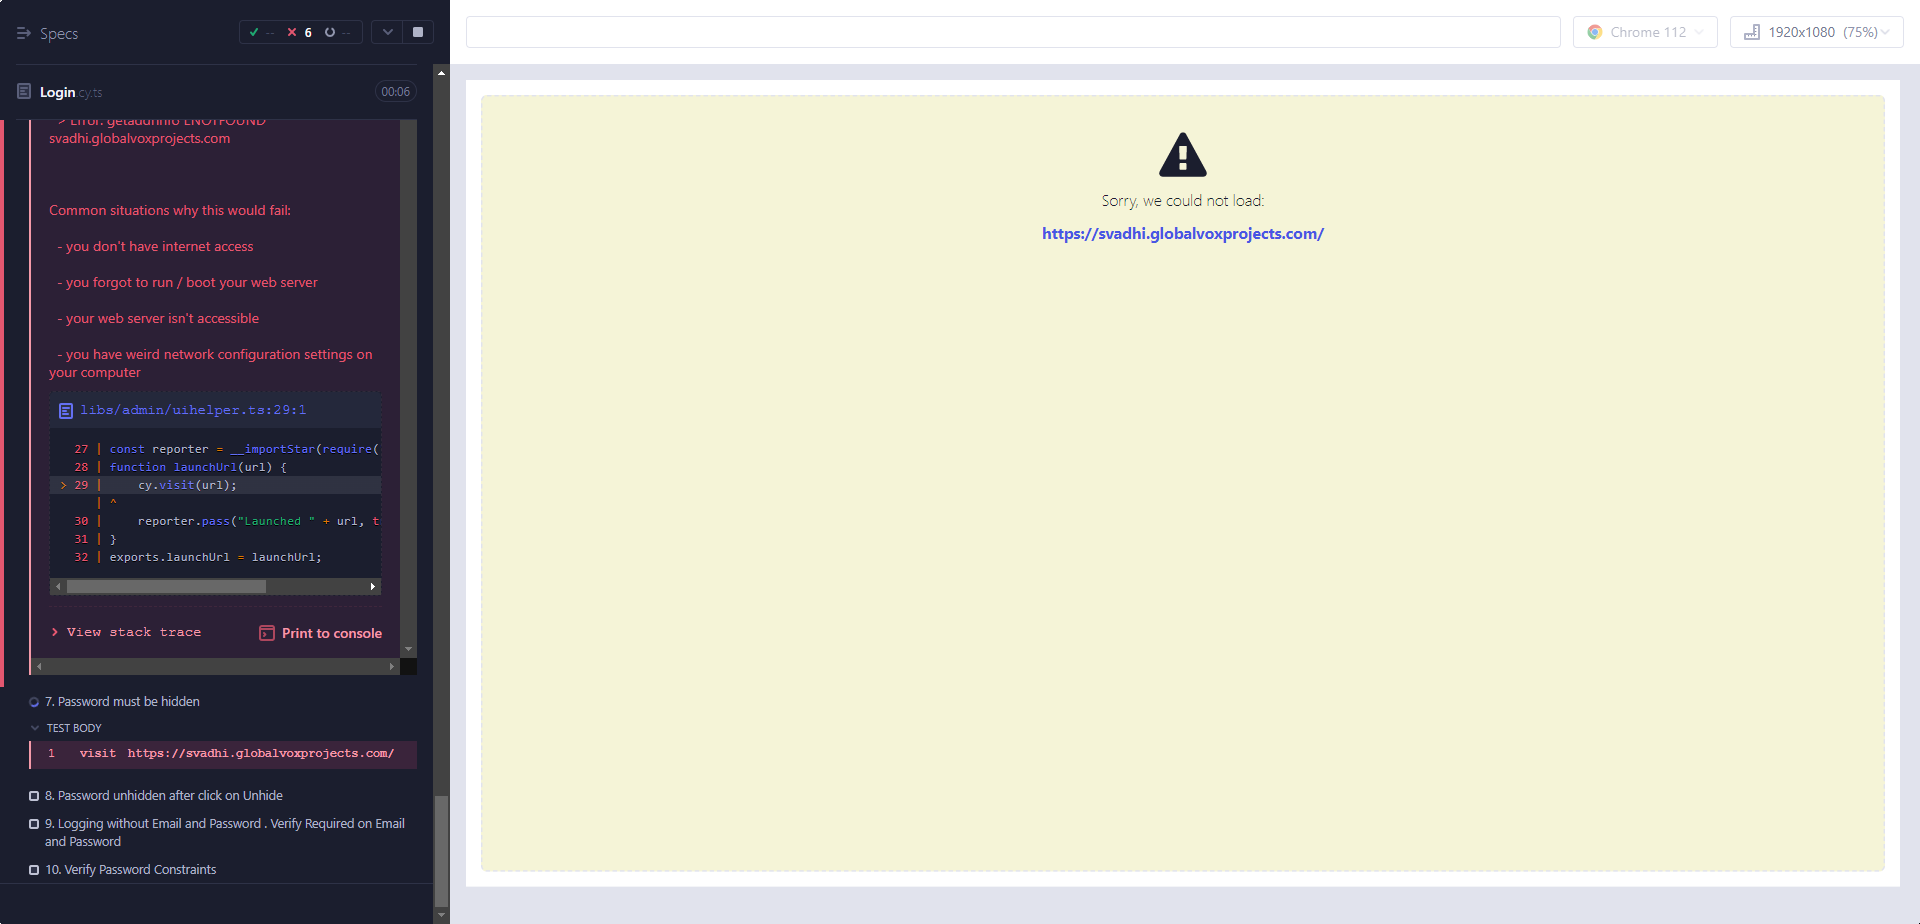 Specs
-- 6 --
Login.cy.ts
00:06
> Error: getaddrinfo ENOTFOUND
svadhi.globalvoxprojects.com
Common situations why this would fail:
- you don't have internet access
- you forgot to run / boot your web server
- your web server isn't accessible
- you have weird network configuration settings on
your computer
libs/admin/uihelper.ts:29:1
27 | const reporter = __importStar(require(
28 | function launchUrl(url) {
> 29 | cy.visit(url);
| ^
30 | reporter.pass("Launched " + url, t
31 | }
32 | exports.launchUrl = launchUrl;
> View stack trace
Print to console
7. Password must be hidden
TEST BODY
1 visit https://svadhi.globalvoxprojects.com/
8. Password unhidden after click on Unhide
9. Logging without Email and Password . Verify Required on Email
and Password
10. Verify Password Constraints
Chrome 112
1920x1080 (75%)
Sorry, we could not load:
https://svadhi.globalvoxprojects.com/